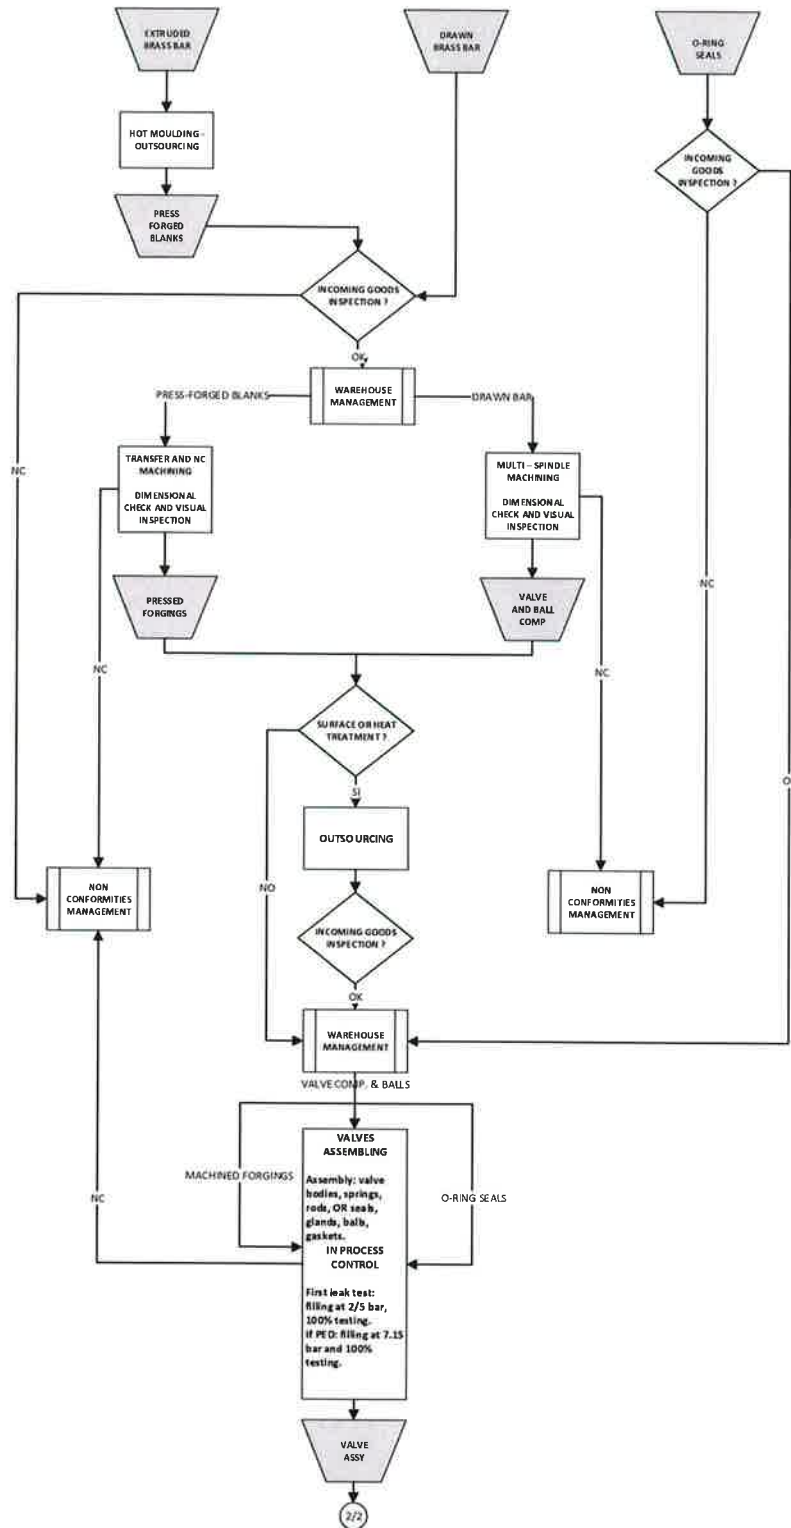 EXTRUDED
BRASS BAR
DRAWN
BRASS BAR
O-RING
SEALS
HOT MOULDING -
OUTSOURCING
INCOMING
GOODS
INSPECTION ?
PRESS
FORGED
BLANKS
INCOMING GOODS
INSPECTION ?
OK
WAREHOUSE
MANAGEMENT
PRESS-FORGED BLANKS
DRAWN BAR
NC
TRANSFER AND NC
MACHINING
DIMENSIONAL
CHECK AND VISUAL
INSPECTION
MULTI – SPINDLE
MACHINING
DIMENSIONAL
CHECK AND VISUAL
INSPECTION
NC
PRESSED
FORGINGS
VALVE
AND BALL
COMP
NC
NC
SURFACE OR HEAT
TREATMENT ?
SI
O
OUTSOURCING
NO
NON
CONFORMITIES
MANAGEMENT
NON
CONFORMITIES
MANAGEMENT
INCOMING GOODS
INSPECTION ?
OK
WAREHOUSE
MANAGEMENT
VALVE COMP. & BALLS
VALVES
ASSEMBLING
MACHINED FORGINGS
Assembly: valve
bodies, springs,
rods, OR seals,
glands, balls,
gaskets.
O-RING SEALS
NC
IN PROCESS
CONTROL
First leak test:
filling at 2/5 bar,
100% testing.
If PED: filling at 7.15
bar and 100%
testing.
VALVE
ASSY
2/2